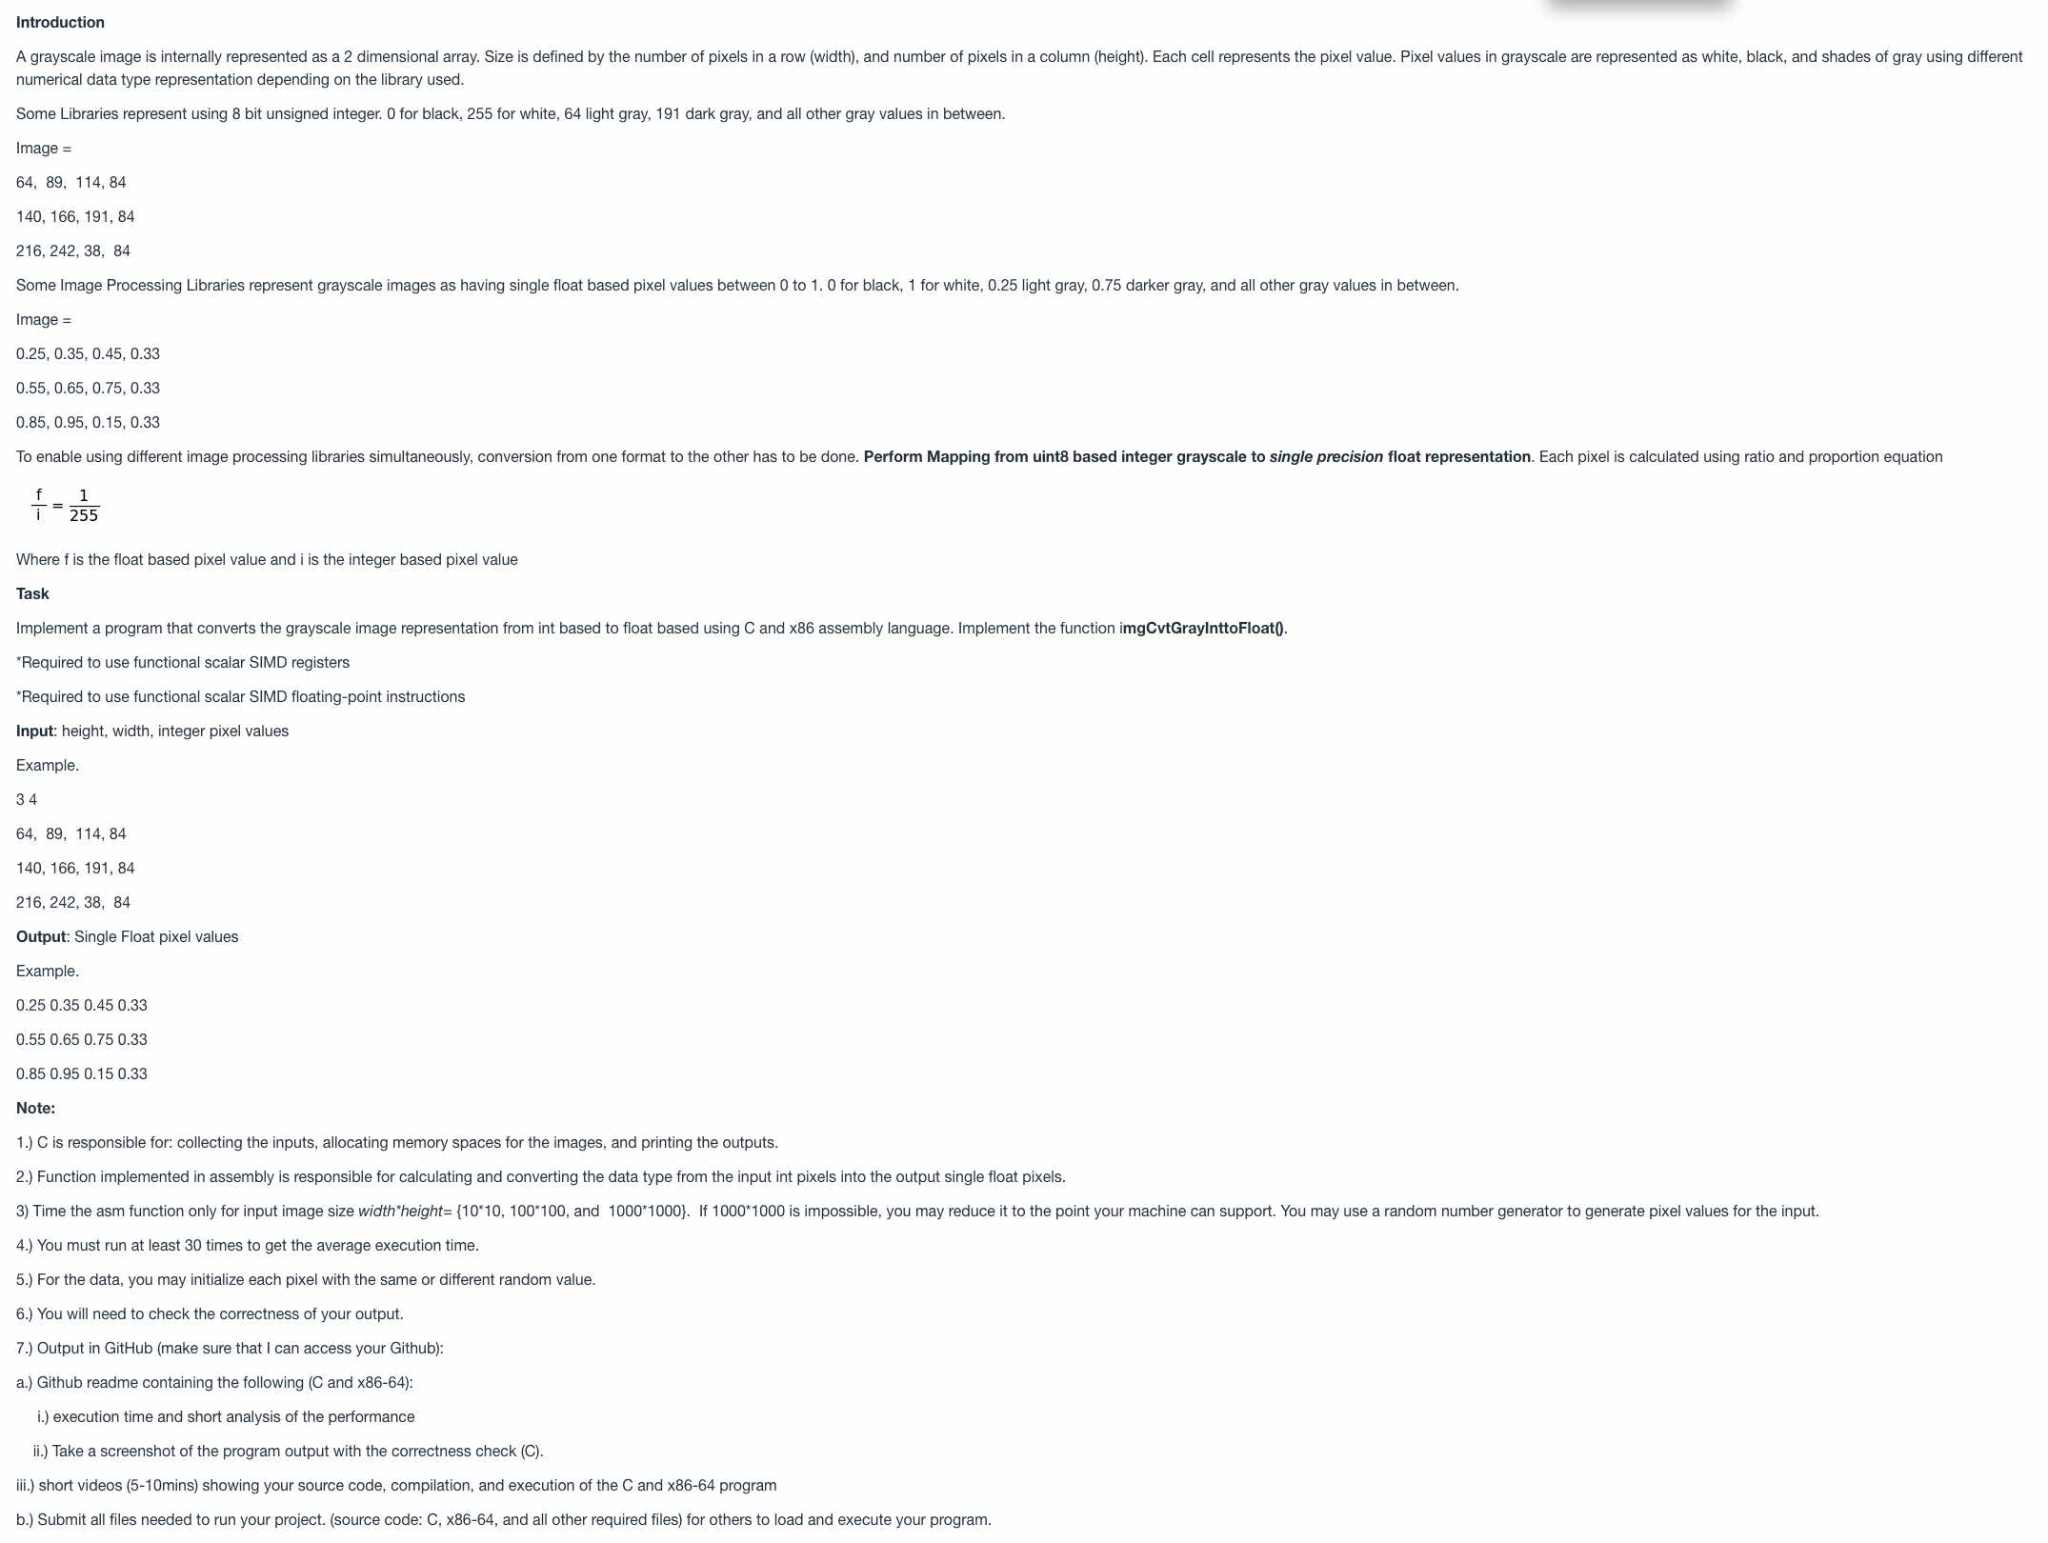 Introduction
A grayscale image is internally represented as a 2 dimensional array. Size is defined by the number of pixels in a row (width), and number of pixels in a column (height). Each cell represents the pixel value. Pixel values in grayscale are represented as white, black, and shades of gray using different
numerical data type representation depending on the library used.
Some Libraries represent using 8 bit unsigned integer. 0 for black, 255 for white, 64 light gray, 191 dark gray, and all other gray values in between.
Image =
64, 89, 114, 84
140, 166, 191, 84
216, 242, 38, 84
Some Image Processing Libraries represent grayscale images as having single float based pixel values between 0 to 1. 0 for black, 1 for white, 0.25 light gray, 0.75 darker gray, and all other gray values in between.
Image =
0.25, 0.35, 0.45, 0.33
0.55, 0.65, 0.75, 0.33
0.85, 0.95, 0.15, 0.33
To enable using different image processing libraries simultaneously, conversion from one format to the other has to be done. Perform Mapping from uint8 based integer grayscale to single precision float representation. Each pixel is calculated using ratio and proportion equation
f/i = 1/255
Where f is the float based pixel value and i is the integer based pixel value
Task
Implement a program that converts the grayscale image representation from int based to float based using C and x86 assembly language. Implement the function imgCvtGrayInttoFloat().
*Required to use functional scalar SIMD registers
*Required to use functional scalar SIMD floating-point instructions
Input: height, width, integer pixel values
Example.
3 4
64, 89, 114, 84
140, 166, 191, 84
216, 242, 38, 84
Output: Single Float pixel values
Example.
0.25 0.35 0.45 0.33
0.55 0.65 0.75 0.33
0.85 0.95 0.15 0.33
Note:
1.) C is responsible for: collecting the inputs, allocating memory spaces for the images, and printing the outputs.
2.) Function implemented in assembly is responsible for calculating and converting the data type from the input int pixels into the output single float pixels.
3) Time the asm function only for input image size width*height= {10*10, 100*100, and 1000*1000}. If 1000*1000 is impossible, you may reduce it to the point your machine can support. You may use a random number generator to generate pixel values for the input.
4.) You must run at least 30 times to get the average execution time.
5.) For the data, you may initialize each pixel with the same or different random value.
6.) You will need to check the correctness of your output.
7.) Output in GitHub (make sure that I can access your Github):
a.) Github readme containing the following (C and x86-64):
i.) execution time and short analysis of the performance
ii.) Take a screenshot of the program output with the correctness check (C).
iii.) short videos (5-10mins) showing your source code, compilation, and execution of the C and x86-64 program
b.) Submit all files needed to run your project. (source code: C, x86-64, and all other required files) for others to load and execute your program.